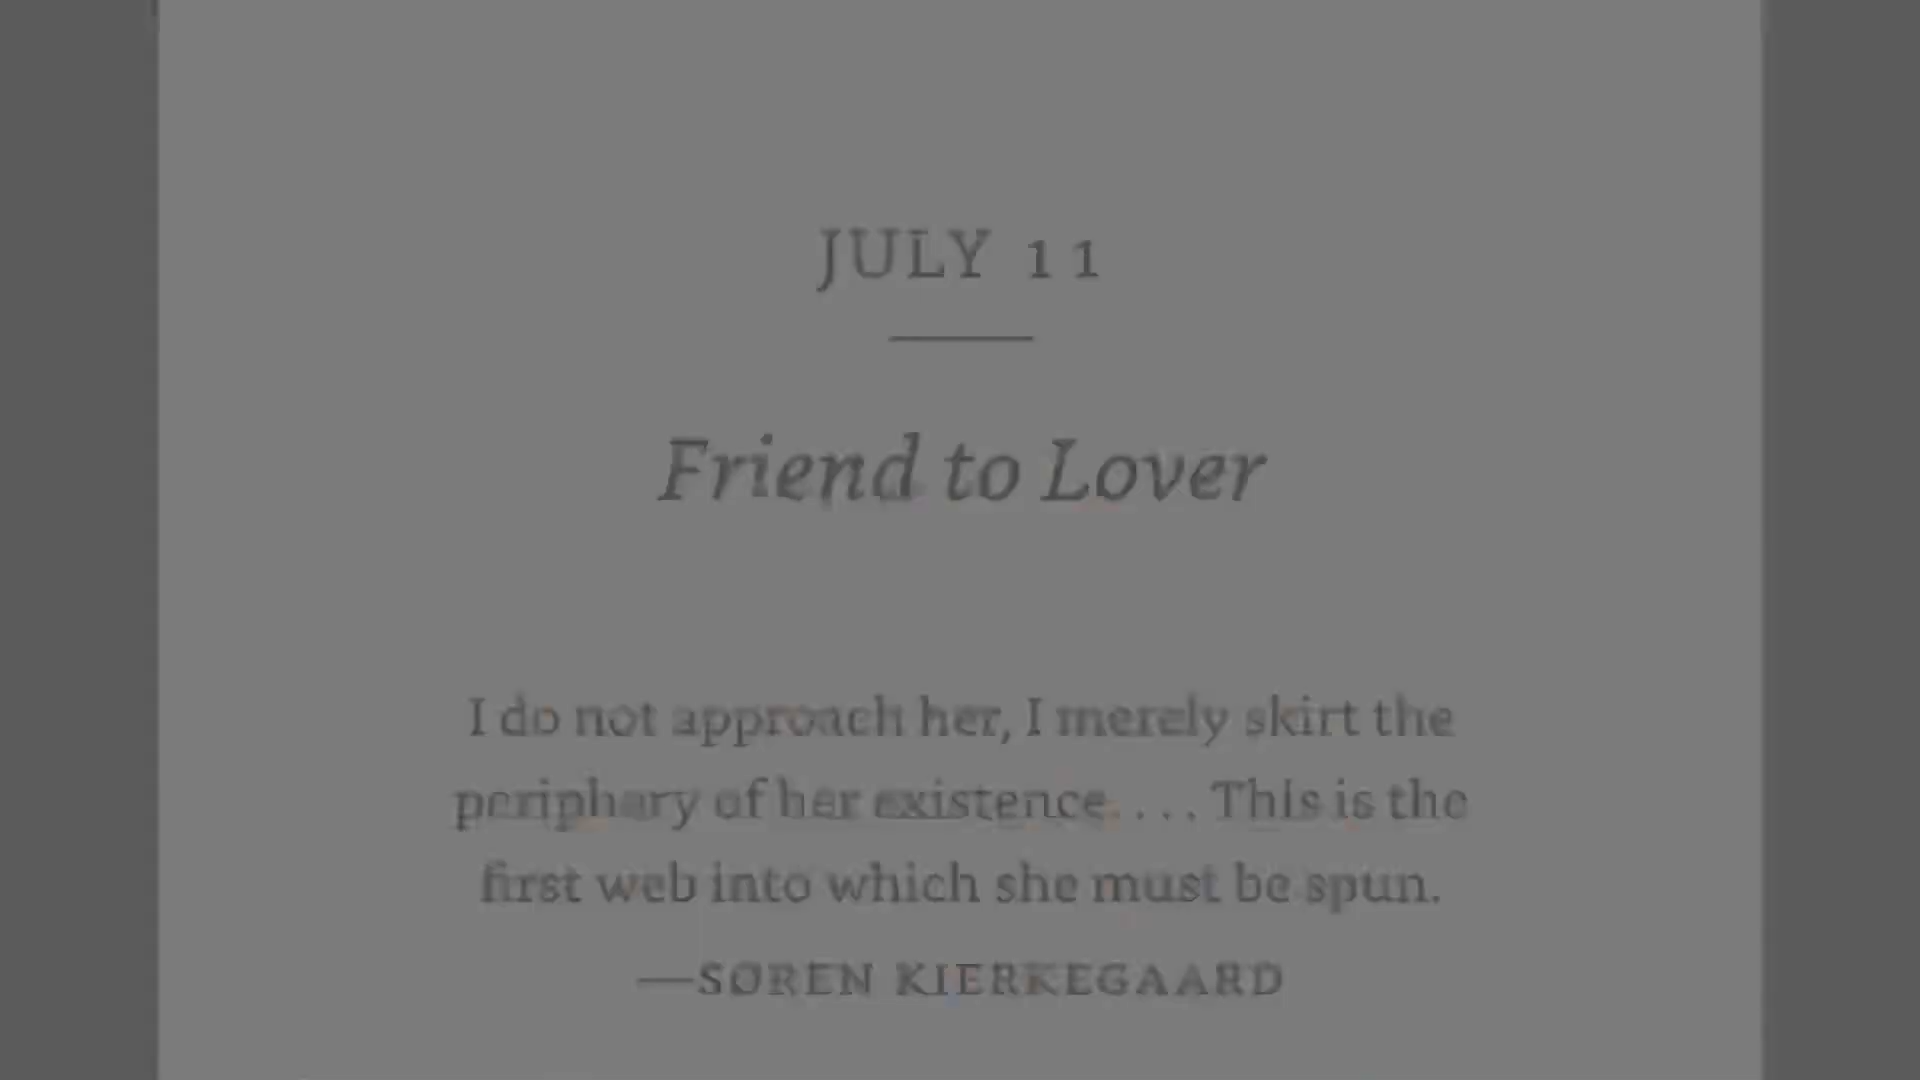 JULY 11
Friend to Lover
I do not approach her, I merely skirt the
periphery of her existence. . . . This is the
first web into which she must be spun.
—SØREN KIERKEGAARD